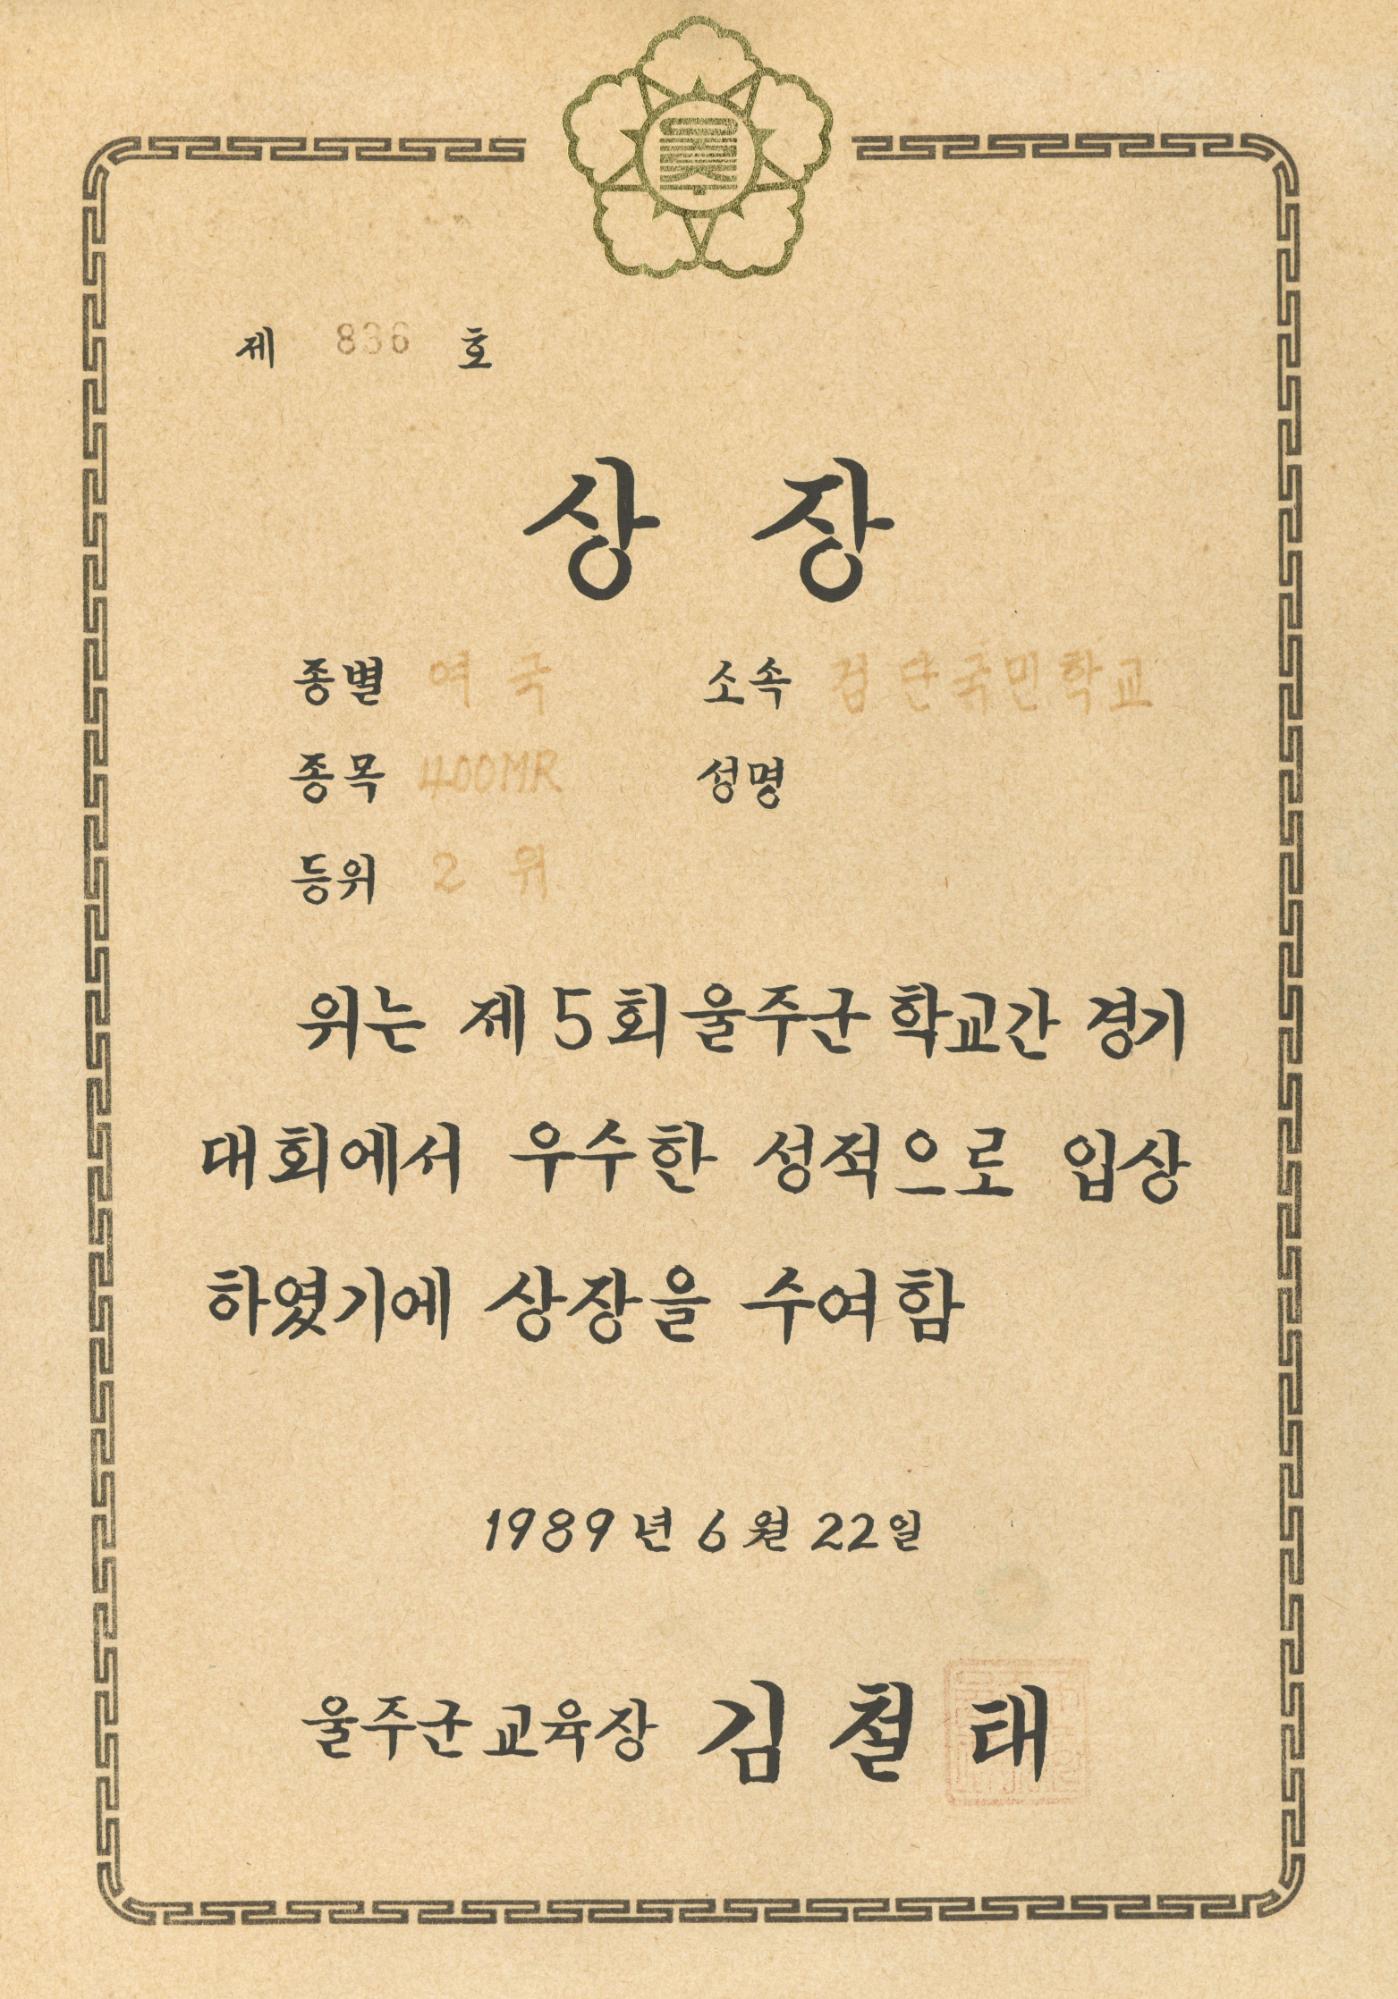 제 836 호
상 장
종별 여 국 소속 검단국민학교
종목 400MR 성명
등위 2 위
위는 제5회 울주군 학교간 경기
대회에서 우수한 성적으로 입상
하였기에 상장을 수여함
1989년 6월 22일
울주군교육장 김철태